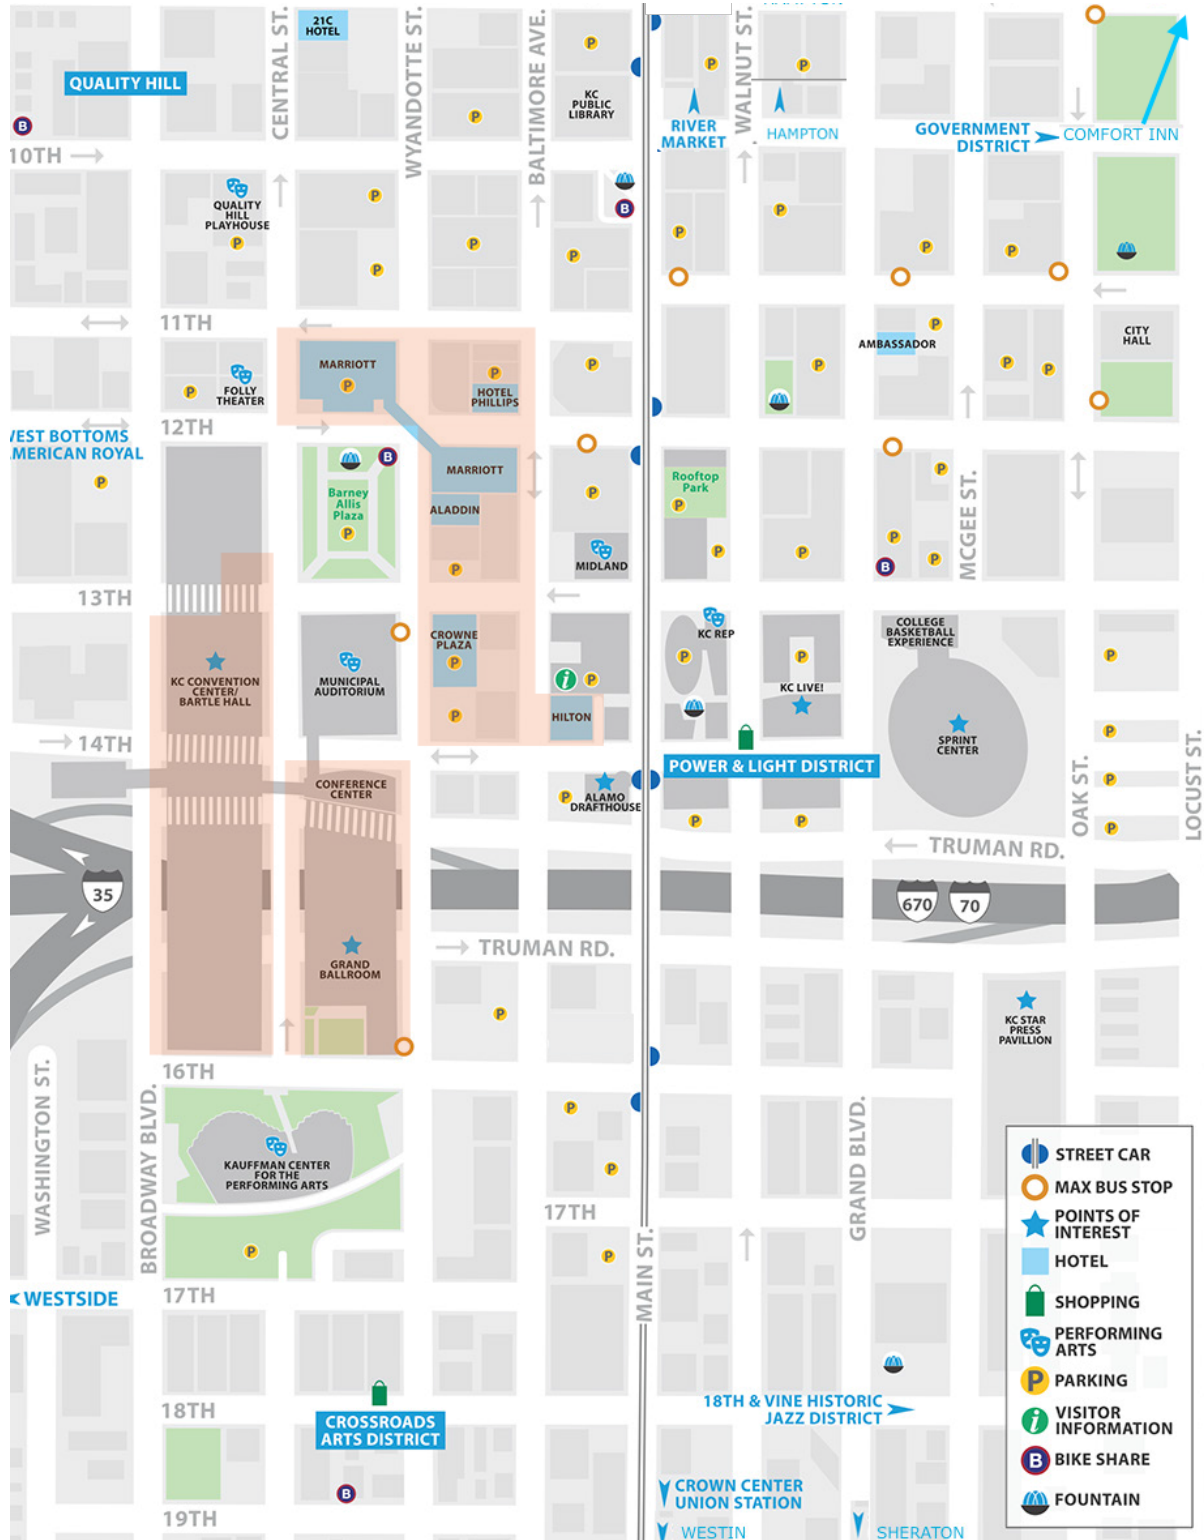 CENTRAL ST.
WYANDOTTE ST.
BALTIMORE AVE.
WALNUT ST.
21C
HOTEL
QUALITY HILL
B
P
P
P
P
KC
PUBLIC
LIBRARY
RIVER
MARKET
HAMPTON
GOVERNMENT
DISTRICT
COMFORT INN
10TH
QUALITY
HILL
PLAYHOUSE
P
P
P
P
P
B
P
P
P
P
11TH
MARRIOTT
P
P
HOTEL
PHILLIPS
P
FOLLY
THEATER
P
P
AMBASSADOR
P
P
P
CITY
HALL
12TH
WEST BOTTOMS
AMERICAN ROYAL
P
B
Barney
Allis
Plaza
P
MARRIOTT
ALADDIN
P
P
MIDLAND
Rooftop
Park
P
P
P
P
P
P
B
MCGEE ST.
13TH
KC CONVENTION
CENTER/
BARTLE HALL
MUNICIPAL
AUDITORIUM
CROWNE
PLAZA
P
P
i
P
HILTON
KC REP
P
P
KC LIVE!
COLLEGE
BASKETBALL
EXPERIENCE
SPRINT
CENTER
P
P
P
P
14TH
POWER & LIGHT DISTRICT
CONFERENCE
CENTER
P
ALAMO
DRAFTHOUSE
P
P
OAK ST.
LOCUST ST.
TRUMAN RD.
35
670
70
GRAND
BALLROOM
TRUMAN RD.
P
KC STAR
PRESS
PAVILLION
16TH
WASHINGTON ST.
BROADWAY BLVD.
KAUFFMAN CENTER
FOR THE
PERFORMING ARTS
P
P
P
17TH
P
MAIN ST.
GRAND BLVD.
WESTSIDE
17TH
18TH
CROSSROADS
ARTS DISTRICT
B
18TH & VINE HISTORIC
JAZZ DISTRICT
19TH
CROWN CENTER
UNION STATION
WESTIN
SHERATON
STREET CAR
MAX BUS STOP
POINTS OF
INTEREST
HOTEL
SHOPPING
PERFORMING
ARTS
P
PARKING
i
VISITOR
INFORMATION
B
BIKE SHARE
FOUNTAIN